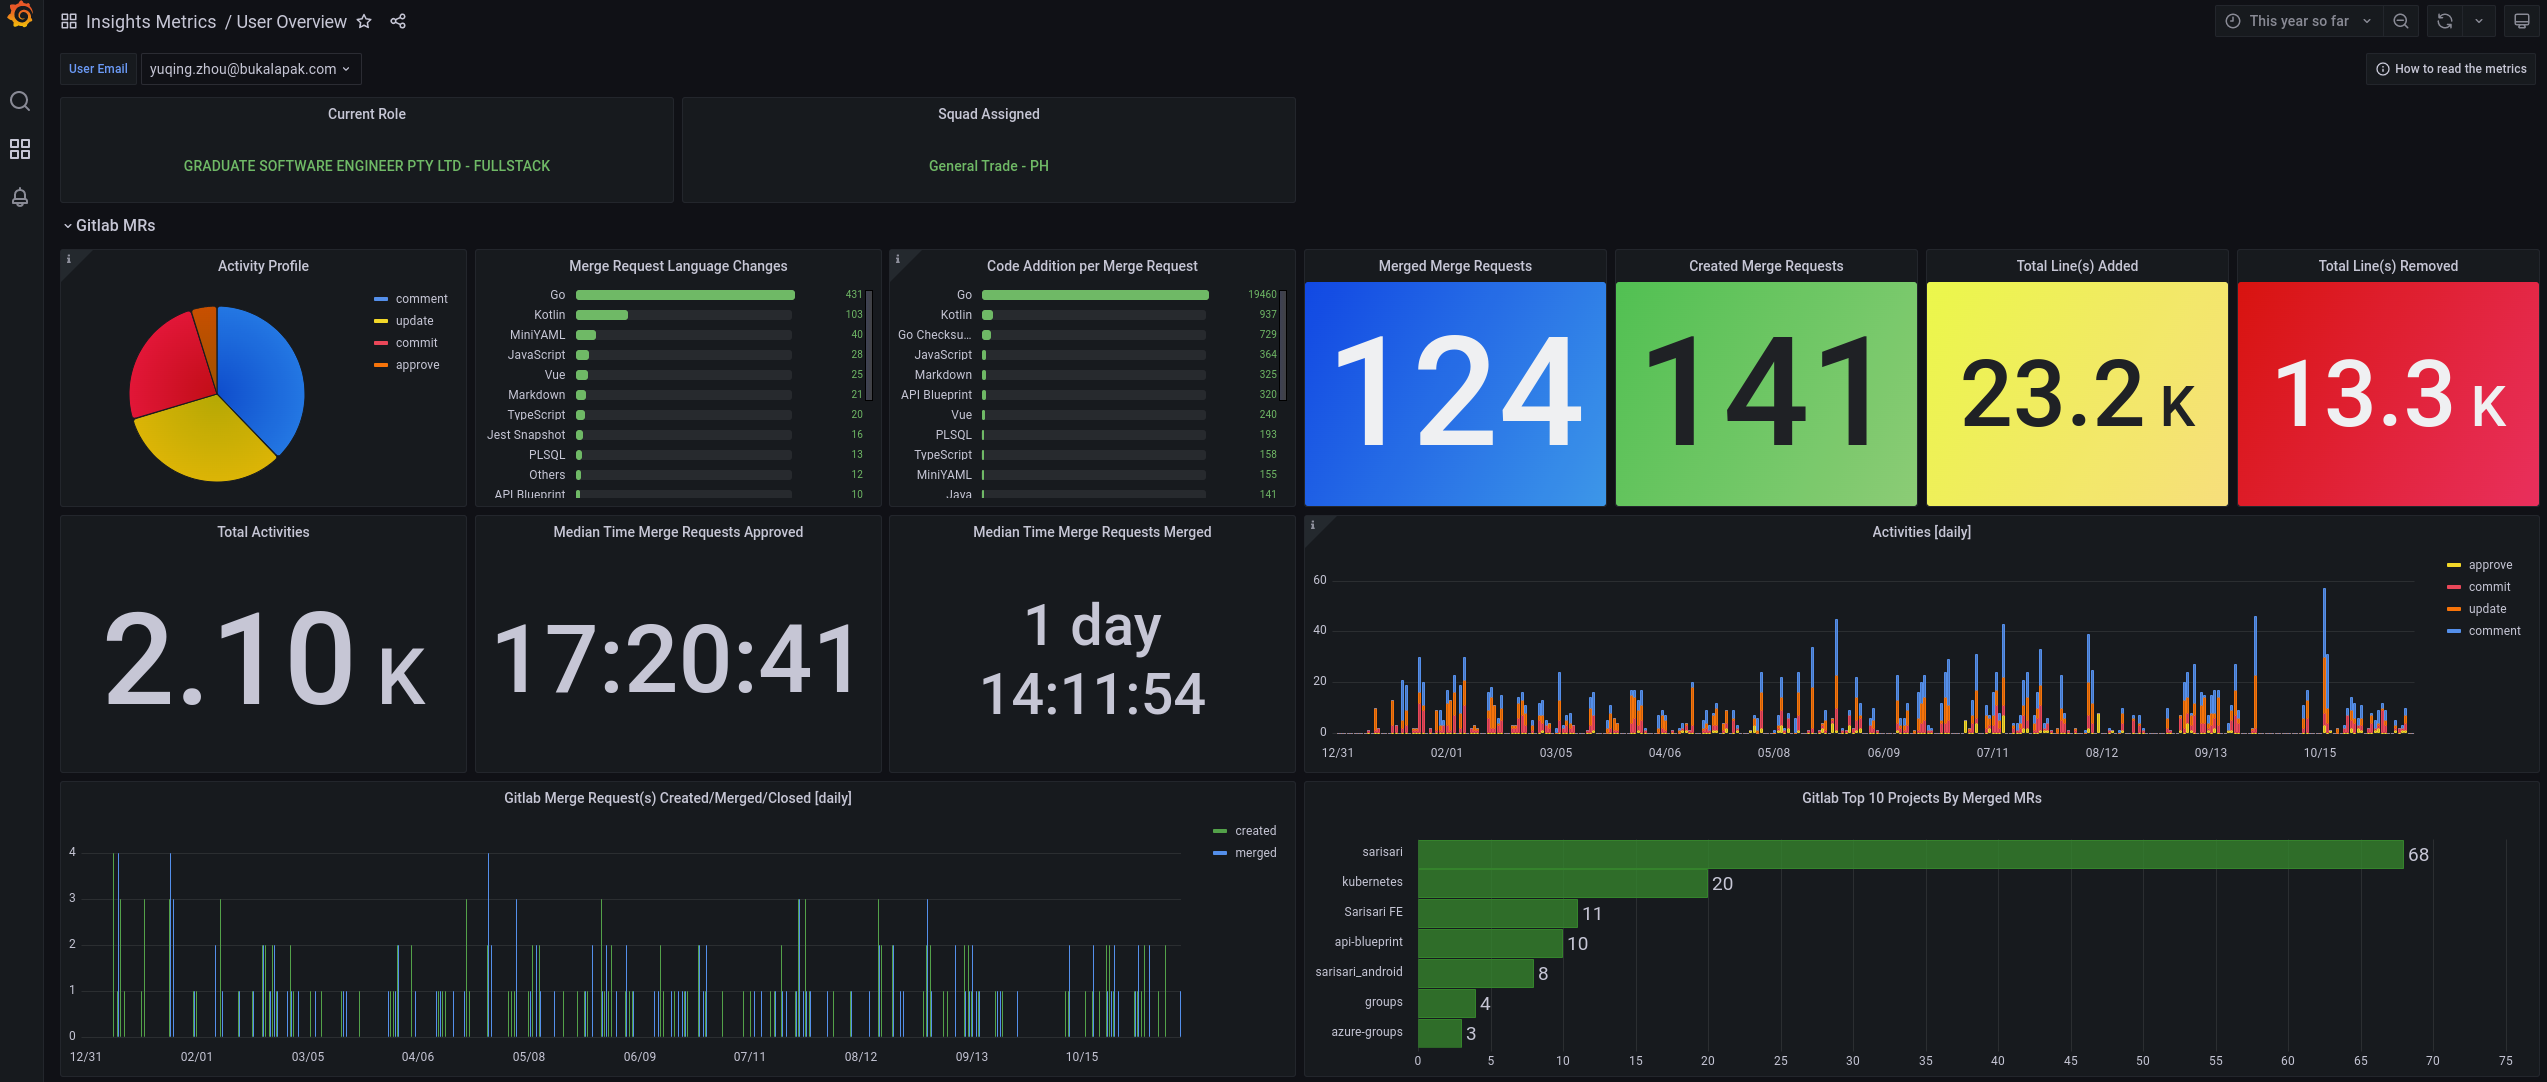 Insights Metrics / User Overview
This year so far
User Email
yuqing.zhou@bukalapak.com
How to read the metrics
Current Role
GRADUATE SOFTWARE ENGINEER PTY LTD - FULLSTACK
Squad Assigned
General Trade - PH
Gitlab MRs
Activity Profile
comment
update
commit
approve
Merge Request Language Changes
Go 431
Kotlin 103
MiniYAML 40
JavaScript 28
Vue 25
Markdown 21
TypeScript 20
Jest Snapshot 16
PLSQL 13
Others 12
API Blueprint 10
Code Addition per Merge Request
Go 19460
Kotlin 937
Go Checksu... 729
JavaScript 364
Markdown 325
API Blueprint 320
Vue 240
PLSQL 193
TypeScript 158
MiniYAML 155
Java 141
Merged Merge Requests
124
Created Merge Requests
141
Total Line(s) Added
23.2 K
Total Line(s) Removed
13.3 K
Total Activities
2.10 K
Median Time Merge Requests Approved
17:20:41
Median Time Merge Requests Merged
1 day
14:11:54
Activities [daily]
60
40
20
0
12/31 02/01 03/05 04/06 05/08 06/09 07/11 08/12 09/13 10/15
approve
commit
update
comment
Gitlab Merge Request(s) Created/Merged/Closed [daily]
4
3
2
1
0
12/31 02/01 03/05 04/06 05/08 06/09 07/11 08/12 09/13 10/15
created
merged
Gitlab Top 10 Projects By Merged MRs
sarisari 68
kubernetes 20
Sarisari FE 11
api-blueprint 10
sarisari_android 8
groups 4
azure-groups 3
0 5 10 15 20 25 30 35 40 45 50 55 60 65 70 75